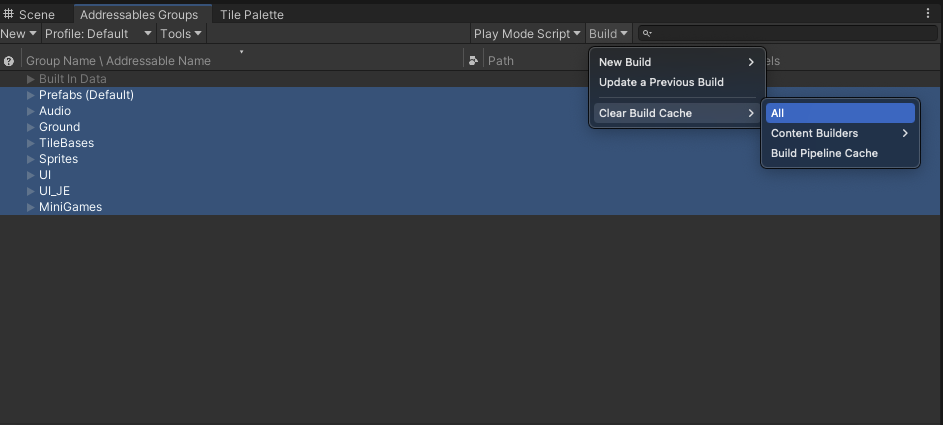 Scene Addressables Groups Tile Palette
New Profile: Default Tools Play Mode Script Build
Group Name \ Addressable Name Path
Built In Data
Prefabs (Default)
Audio
Ground
TileBases
Sprites
UI
UI_JE
MiniGames
New Build
Update a Previous Build
Clear Build Cache
All
Content Builders
Build Pipeline Cache